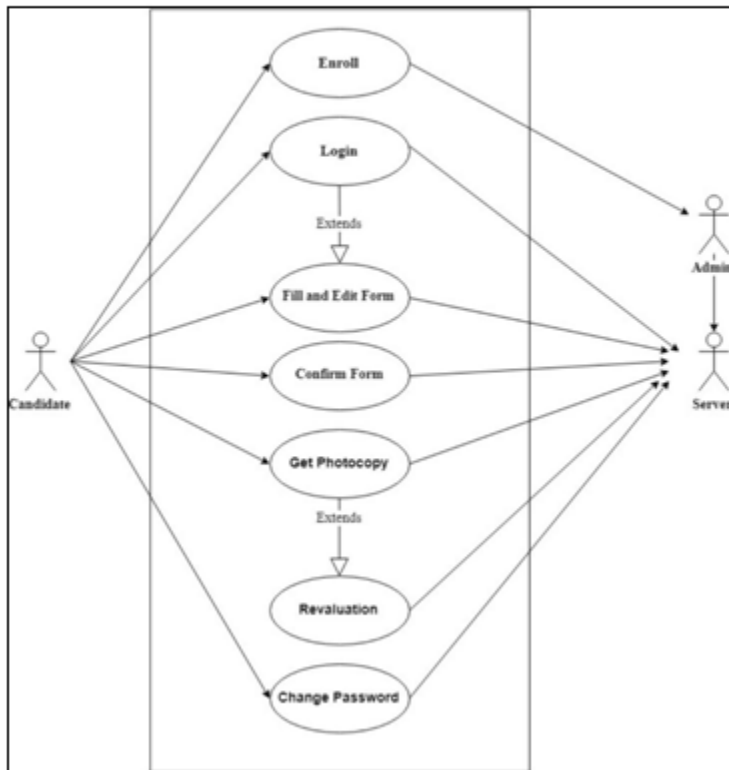 Enroll
Login
Extends
Admin
Fill and Edit Form
Server
Candidate
Confirm Form
Get Photocopy
Extends
Revaluation
Change Password